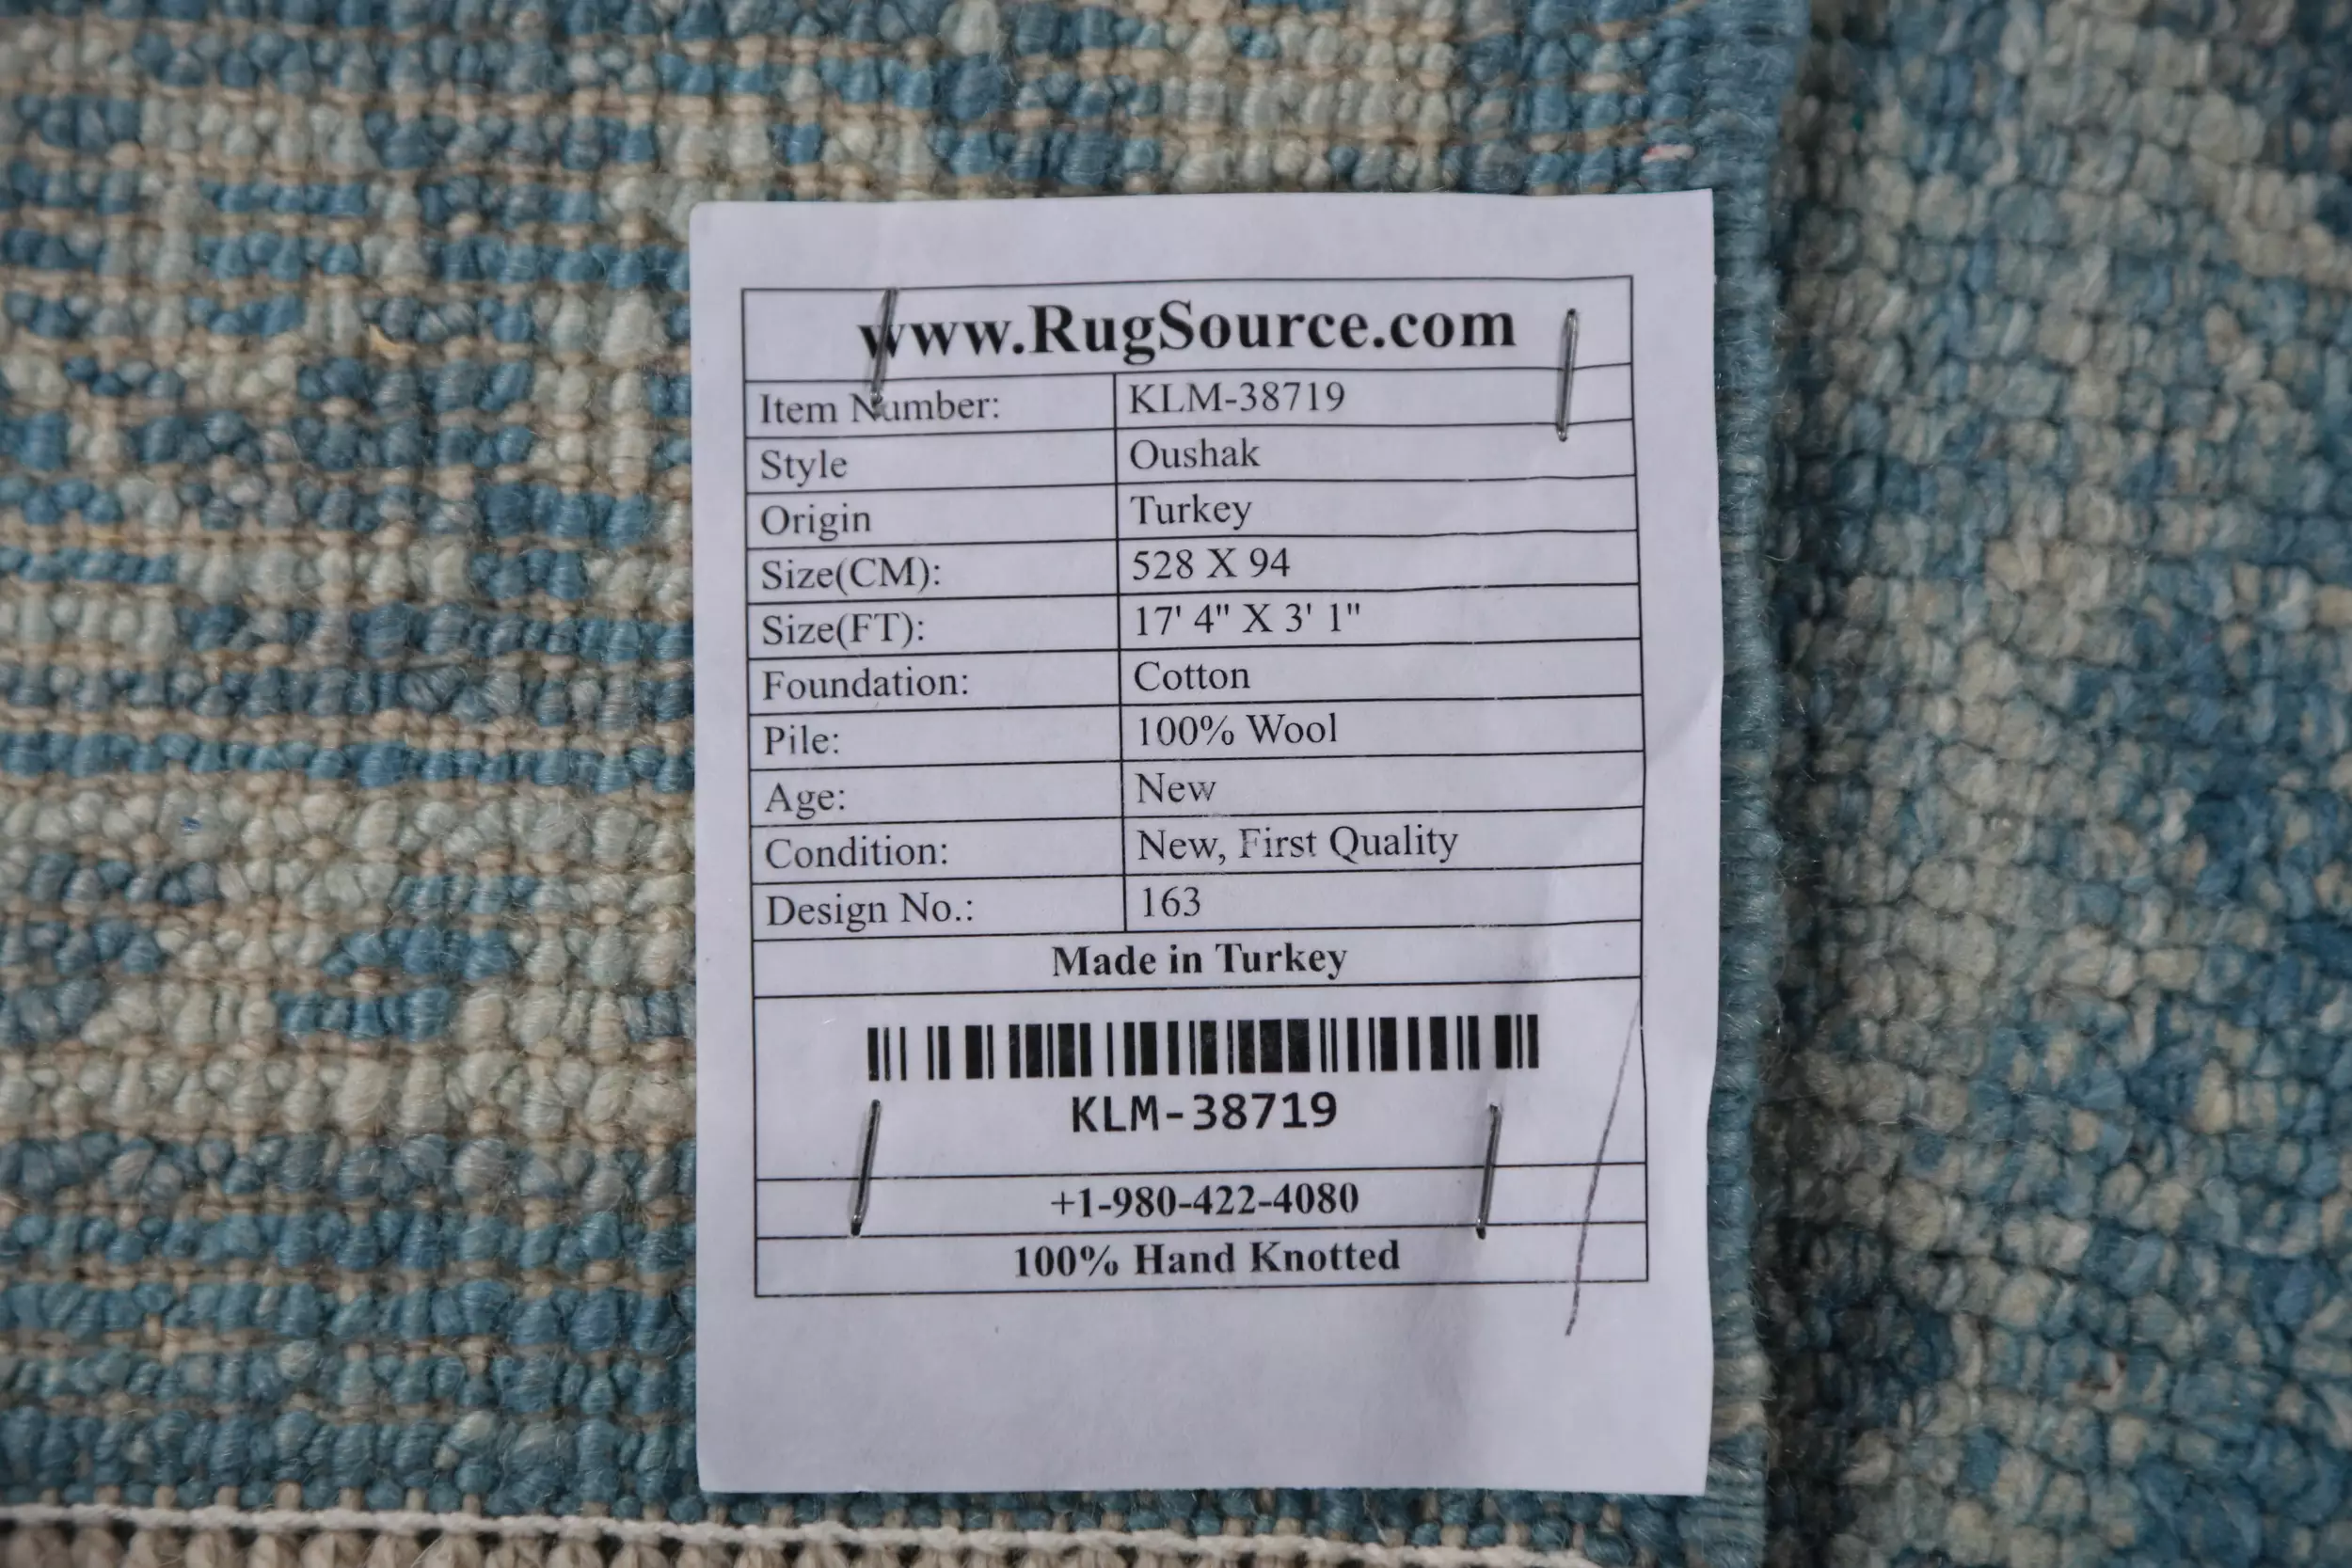 www.RugSource.com
Item Number: KLM-38719
Style Oushak
Origin Turkey
Size(CM): 528 X 94
Size(FT): 17' 4" X 3' 1"
Foundation: Cotton
Pile: 100% Wool
Age: New
Condition: New, First Quality
Design No.: 163
Made in Turkey
KLM-38719
+1-980-422-4080
100% Hand Knotted